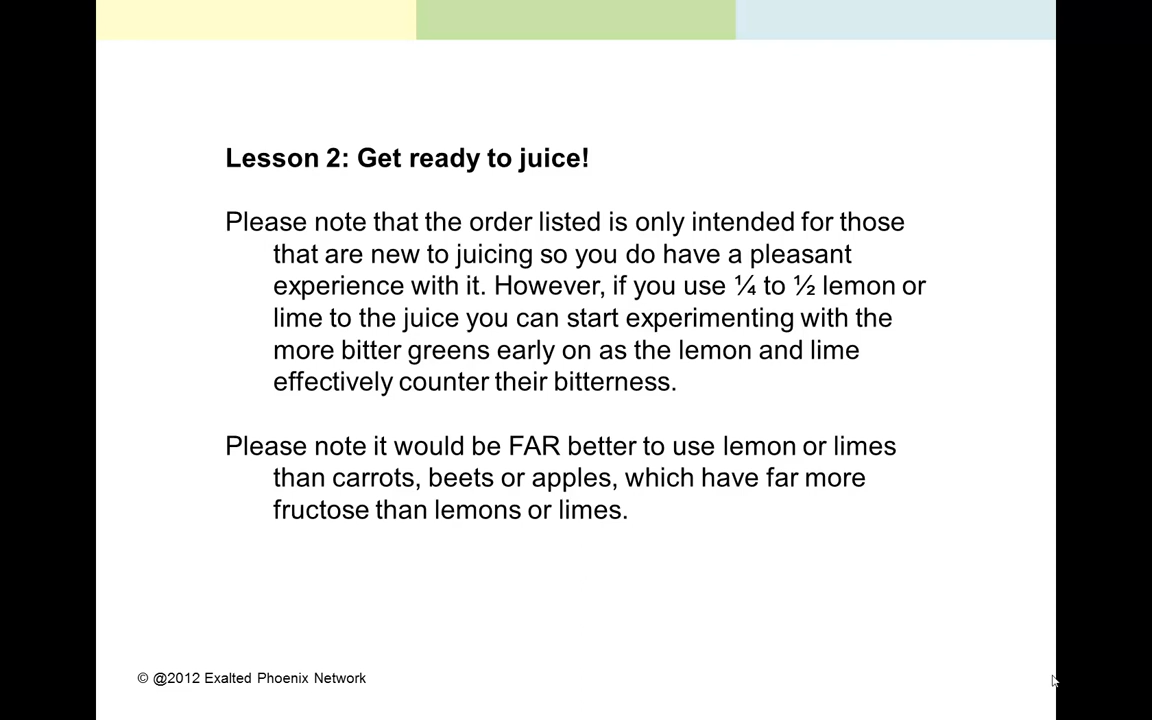 Lesson 2: Get ready to juice!
Please note that the order listed is only intended for those
that are new to juicing so you do have a pleasant
experience with it. However, if you use ¼ to ½ lemon or
lime to the juice you can start experimenting with the
more bitter greens early on as the lemon and lime
effectively counter their bitterness.
Please note it would be FAR better to use lemon or limes
than carrots, beets or apples, which have far more
fructose than lemons or limes.
© @2012 Exalted Phoenix Network